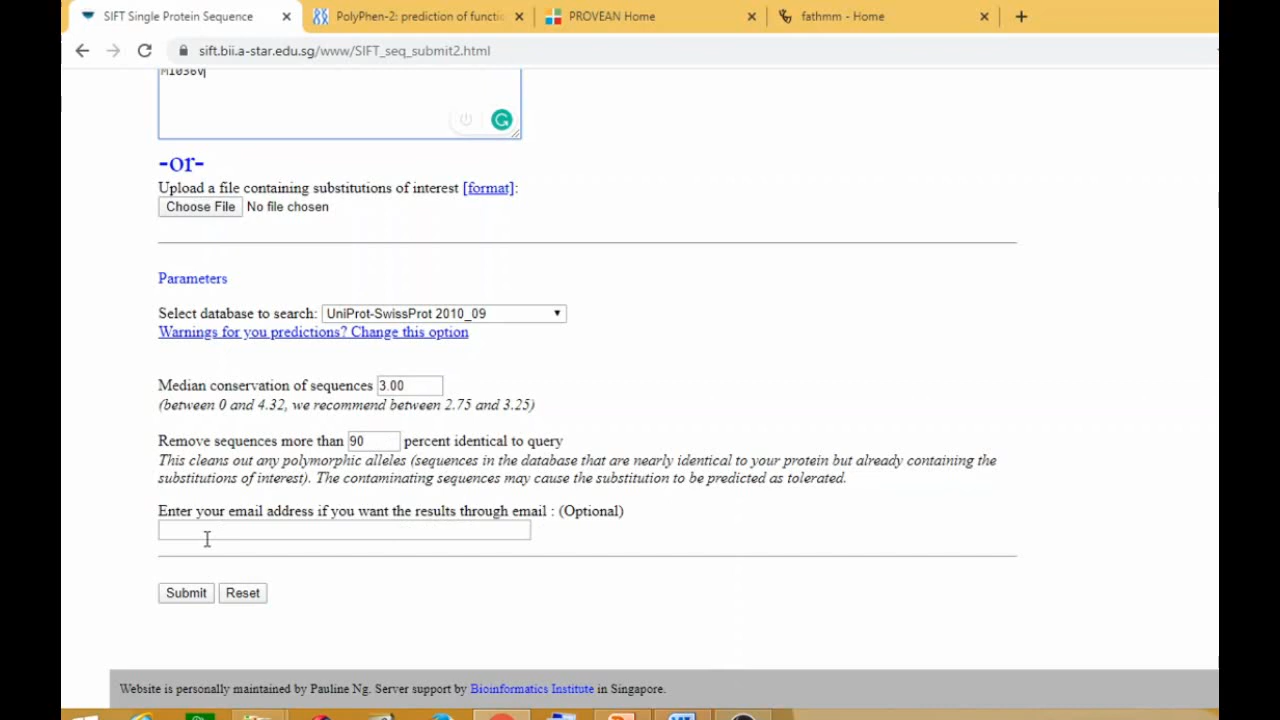 SIFT Single Protein Sequence
PolyPhen-2: prediction of functi
PROVEAN Home
fathmm - Home
sift.bii.a-star.edu.sg/www/SIFT_seq_submit2.html
M1036V
-or-
Upload a file containing substitutions of interest [format]:
Choose File No file chosen
Parameters
Select database to search: UniProt-SwissProt 2010_09
Warnings for you predictions? Change this option
Median conservation of sequences 3.00
(between 0 and 4.32, we recommend between 2.75 and 3.25)
Remove sequences more than 90 percent identical to query
This cleans out any polymorphic alleles (sequences in the database that are nearly identical to your protein but already containing the
substitutions of interest). The contaminating sequences may cause the substitution to be predicted as tolerated.
Enter your email address if you want the results through email : (Optional)
Submit Reset
Website is personally maintained by Pauline Ng. Server support by Bioinformatics Institute in Singapore.